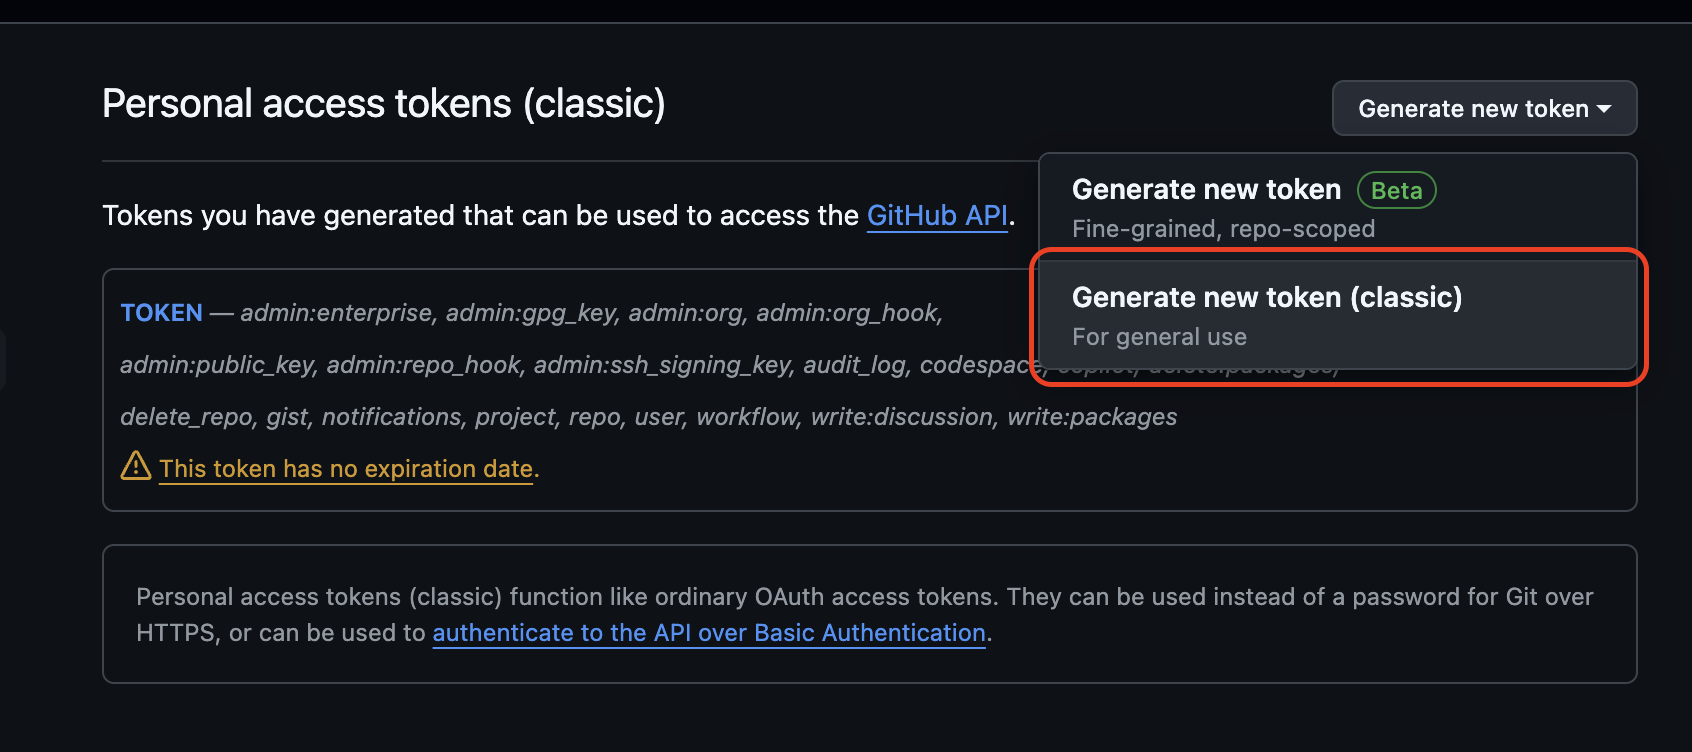 Personal access tokens (classic)
Generate new token
Generate new token Beta
Fine-grained, repo-scoped
Generate new token (classic)
For general use
Tokens you have generated that can be used to access the GitHub API.
TOKEN — admin:enterprise, admin:gpg_key, admin:org, admin:org_hook,
admin:public_key, admin:repo_hook, admin:ssh_signing_key, audit_log, codespace,
delete_repo, gist, notifications, project, repo, user, workflow, write:discussion, write:packages
This token has no expiration date.
Personal access tokens (classic) function like ordinary OAuth access tokens. They can be used instead of a password for Git over
HTTPS, or can be used to authenticate to the API over Basic Authentication.